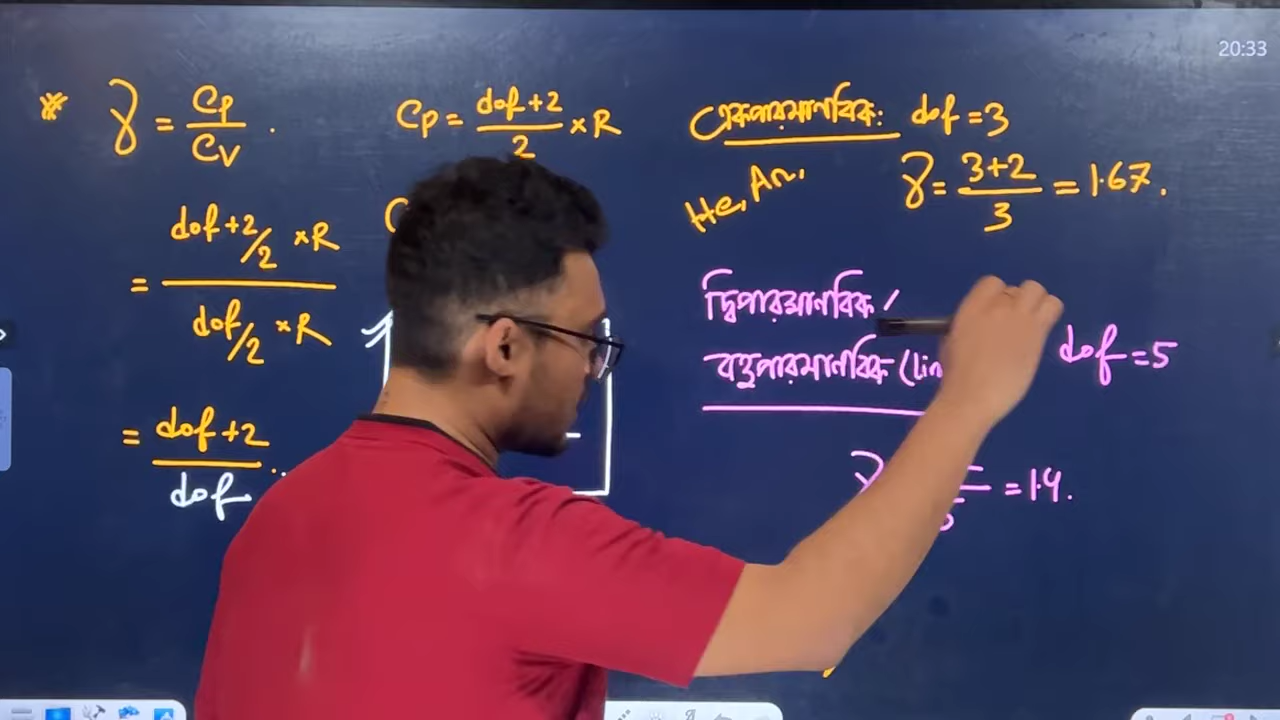 20:33
* γ = Cp/Cv .
= (dof+2/2 ×R)/(dof/2 ×R)
= (dof+2)/dof ..
Cp = (dof+2)/2 ×R
একপারমাণবিক: dof =3
He, Ar,
γ = (3+2)/3 = 1.67.
দ্বিপারমাণবিক /
বহুপারমাণবিক (lin
dof =5
= 1.4.